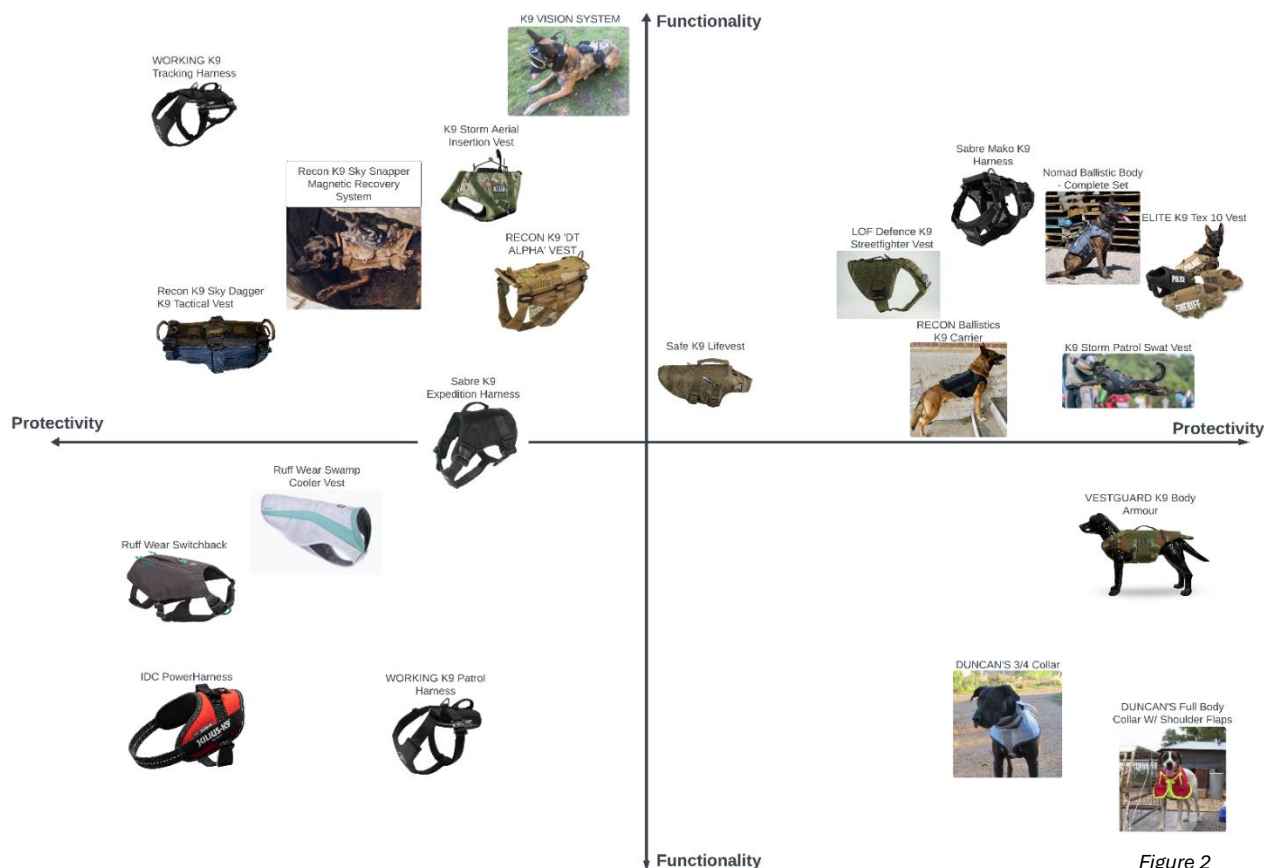 K9 VISION SYSTEM
Functionality
WORKING K9
Tracking Harness
K9 Storm Aerial
Insertion Vest
Recon K9 Sky Snapper
Magnetic Recovery
System
Sabre Mako K9
Harness
Nomad Ballistic Body
- Complete Set
ELITE K9 Tex 10 Vest
POLICE
SHERIFF
LOF Defence K9
Streetfighter Vest
RECON K9 'DT
ALPHA' VEST
Recon K9 Sky Dagger
K9 Tactical Vest
RECON Ballistics
K9 Carrier
Safe K9 Lifevest
K9 Storm Patrol Swat Vest
Sabre K9
Expedition Harness
Protectivity
Protectivity
Ruff Wear Swamp
Cooler Vest
VESTGUARD K9 Body
Armour
Ruff Wear Switchback
DUNCAN'S 3/4 Collar
IDC PowerHarness
JULIUS-K9
WORKING K9 Patrol
Harness
DUNCAN'S Full Body
Collar W/ Shoulder Flaps
Functionality
Figure 2